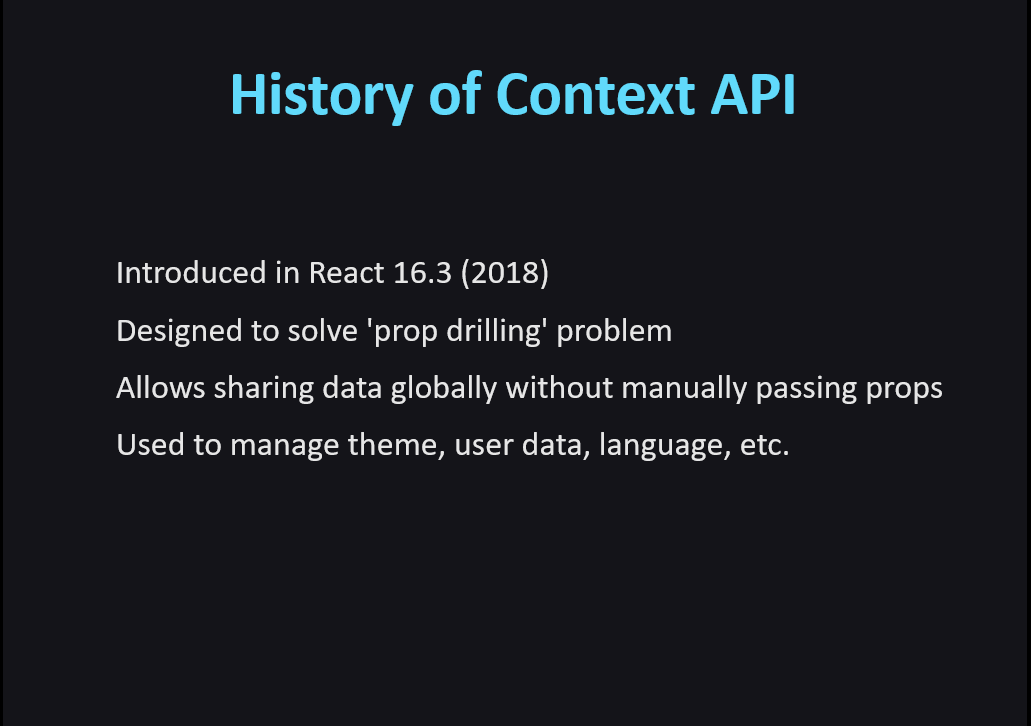 History of Context API
Introduced in React 16.3 (2018)
Designed to solve 'prop drilling' problem
Allows sharing data globally without manually passing props
Used to manage theme, user data, language, etc.